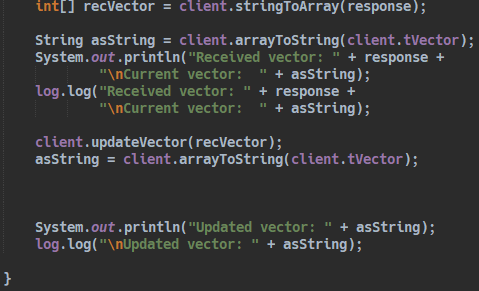 int[] recVector = client.stringToArray(response);
String asString = client.arrayToString(client.tVector);
System.out.println("Received vector: " + response +
"\nCurrent vector:  " + asString);
log.log("Received vector: " + response +
"\nCurrent vector:  " + asString);
client.updateVector(recVector);
asString = client.arrayToString(client.tVector);
System.out.println("Updated vector: " + asString);
log.log("\nUpdated vector: " + asString);
}